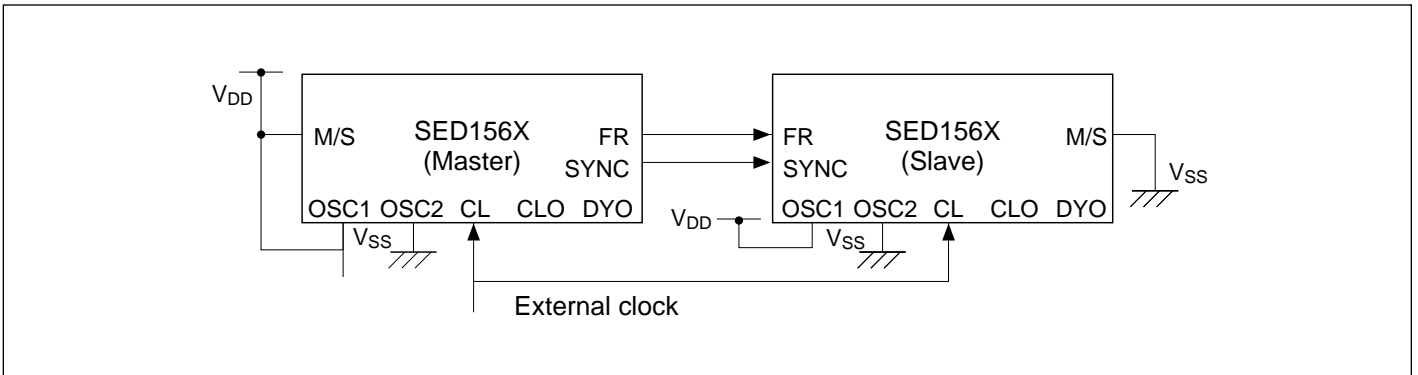 VDD
M/S SED156X (Master) FR SYNC
OSC1 OSC2 CL CLO DYO
VSS
FR SYNC SED156X (Slave) M/S
VSS
VDD
OSC1 OSC2 CL CLO DYO
VSS
External clock